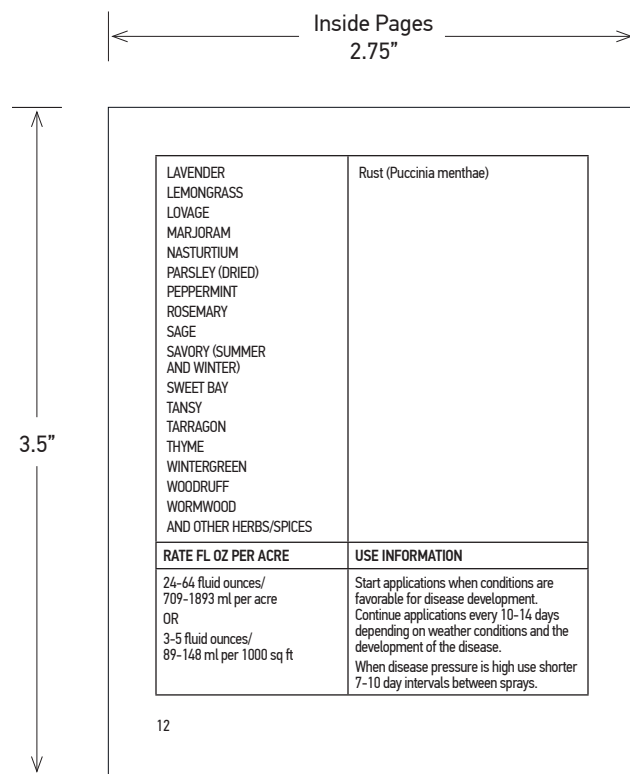 Inside Pages
2.75”
3.5”
LAVENDER
LEMONGRASS
LOVAGE
MARJORAM
NASTURTIUM
PARSLEY (DRIED)
PEPPERMINT
ROSEMARY
SAGE
SAVORY (SUMMER
AND WINTER)
SWEET BAY
TANSY
TARRAGON
THYME
WINTERGREEN
WOODRUFF
WORMWOOD
AND OTHER HERBS/SPICES
Rust (Puccinia menthae)
RATE FL OZ PER ACRE
USE INFORMATION
24-64 fluid ounces/
709-1893 ml per acre
OR
3-5 fluid ounces/
89-148 ml per 1000 sq ft
Start applications when conditions are
favorable for disease development.
Continue applications every 10-14 days
depending on weather conditions and the
development of the disease.
When disease pressure is high use shorter
7-10 day intervals between sprays.
12